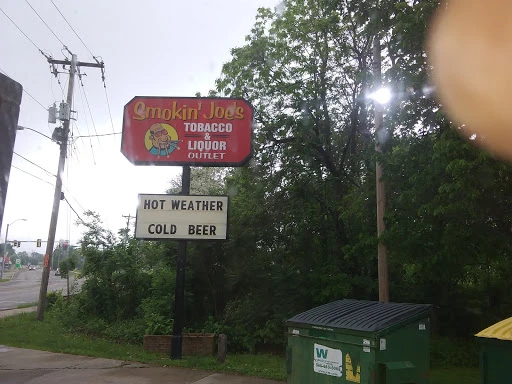 Smokin' Joe's
TOBACCO
&
LIQUOR
OUTLET
HOT WEATHER
COLD BEER
W